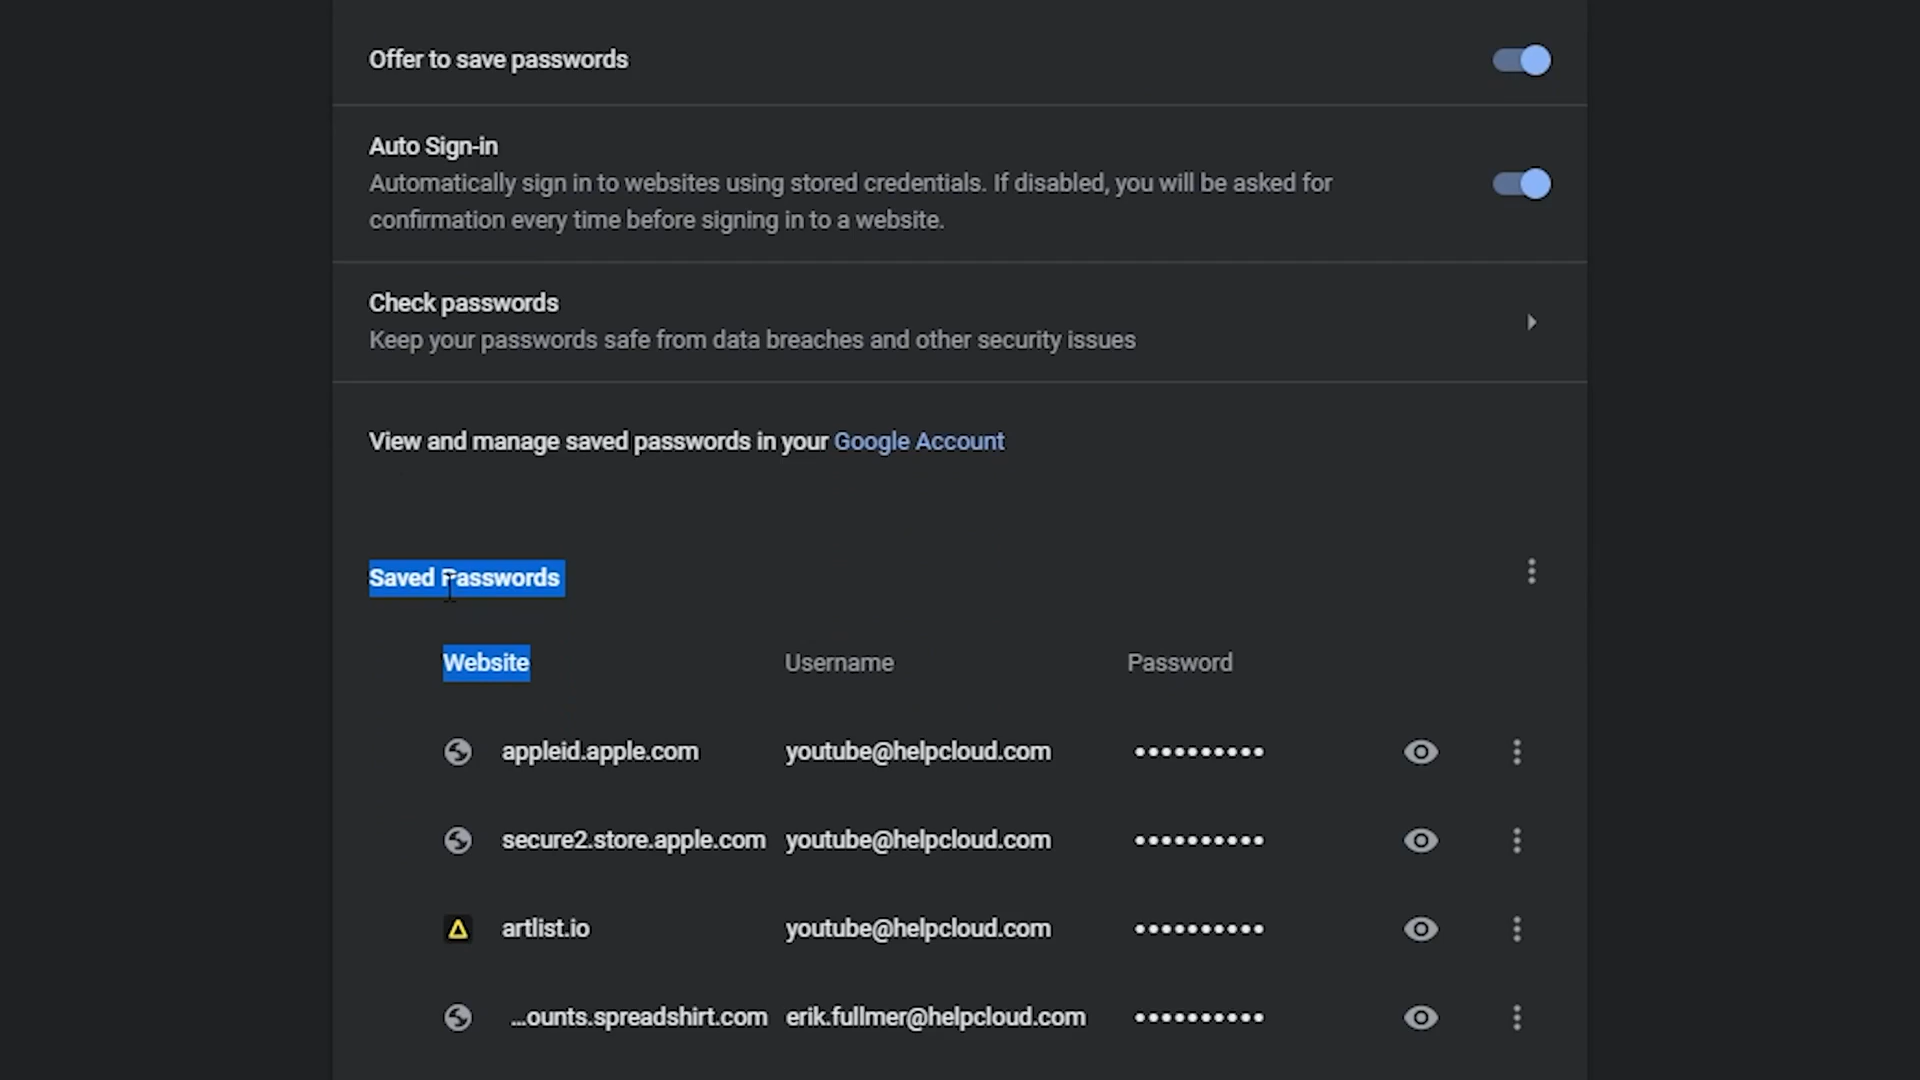 Offer to save passwords
Auto Sign-in
Automatically sign in to websites using stored credentials. If disabled, you will be asked for
confirmation every time before signing in to a website.
Check passwords
Keep your passwords safe from data breaches and other security issues
View and manage saved passwords in your Google Account
Saved Passwords
Website Username Password
appleid.apple.com youtube@helpcloud.com ••••••••••
secure2.store.apple.com youtube@helpcloud.com ••••••••••
artlist.io youtube@helpcloud.com ••••••••••
...ounts.spreadshirt.com erik.fullmer@helpcloud.com ••••••••••